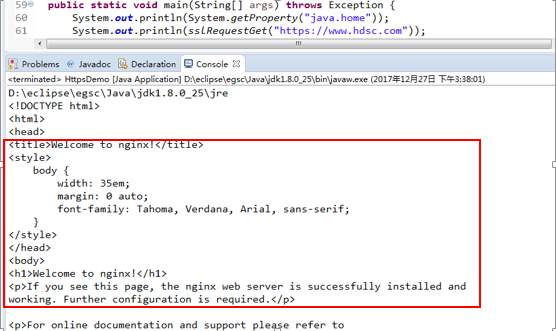 59 public static void main(String[] args) throws Exception {
60 System.out.println(System.getProperty("java.home"));
61 System.out.println(sslRequestGet("https://www.hdsc.com"));
Problems @ Javadoc Declaration Console
<terminated> HttpsDemo [Java Application] D:\eclipse\egsc\Java\jdk1.8.0_25\bin\javaw.exe (2017年12月27日 下午3:38:01)
D:\eclipse\egsc\Java\jdk1.8.0_25\jre
<!DOCTYPE html>
<html>
<head>
<title>Welcome to nginx!</title>
<style>
body {
width: 35em;
margin: 0 auto;
font-family: Tahoma, Verdana, Arial, sans-serif;
}
</style>
</head>
<body>
<h1>Welcome to nginx!</h1>
<p>If you see this page, the nginx web server is successfully installed and
working. Further configuration is required.</p>
<p>For online documentation and support please refer to